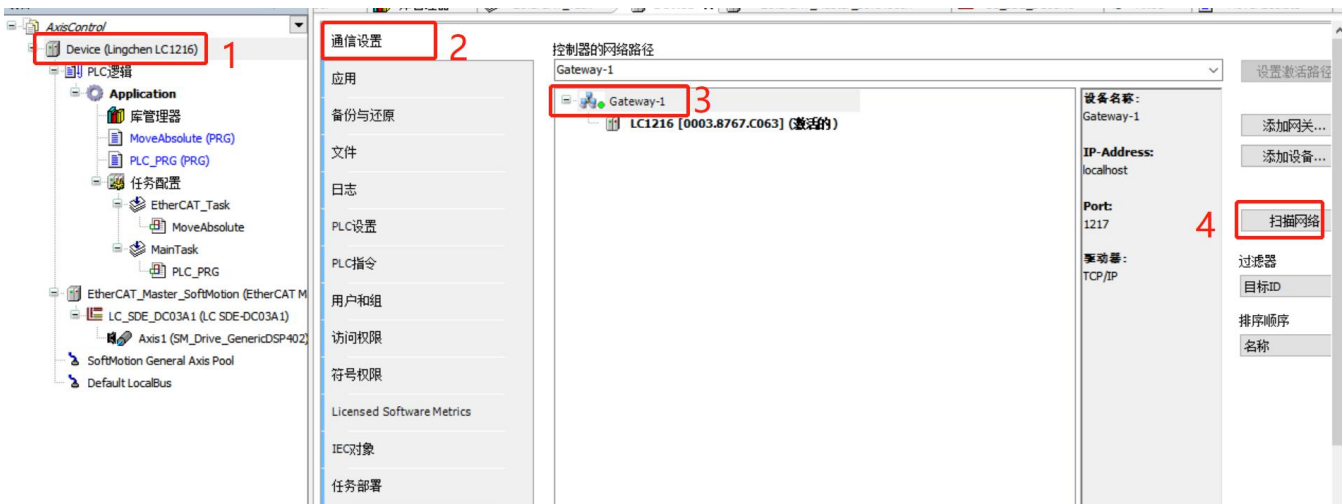 AxisControl
Device (Lingchen LC1216)
1
PLC逻辑
Application
库管理器
MoveAbsolute (PRG)
PLC_PRG (PRG)
任务配置
EtherCAT_Task
MoveAbsolute
MainTask
PLC_PRG
EtherCAT_Master_SoftMotion (EtherCAT M
LC_SDE_DC03A1 (LC SDE-DC03A1)
Axis1 (SM_Drive_GenericDSP402)
SoftMotion General Axis Pool
Default LocalBus
通信设置
2
应用
备份与还原
文件
日志
PLC设置
PLC指令
用户和组
访问权限
符号权限
Licensed Software Metrics
IEC对象
任务部署
控制器的网络路径
Gateway-1
Gateway-1
3
LC1216 [0003.8767.C063] (激活的)
设备名称:
Gateway-1
IP-Address:
localhost
Port:
1217
驱动器:
TCP/IP
设置激活路径
添加网关...
添加设备...
4
扫描网络
过滤器
目标ID
排序顺序
名称